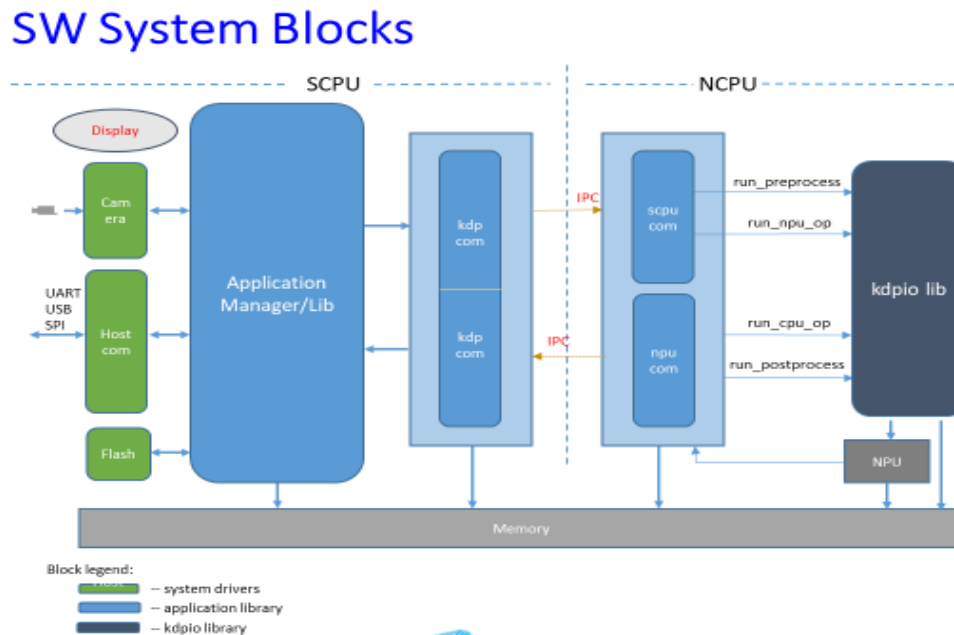 SW System Blocks
SCPU
NCPU
Display
Cam
era
UART
USB
SPI
Host
com
Flash
Application
Manager/Lib
kdp
com
kdp
com
IPC
IPC
scpu
com
npu
com
run_preprocess
run_npu_op
run_cpu_op
run_postprocess
kdpio lib
NPU
Memory
Block legend:
-- system drivers
-- application library
-- kdpio library